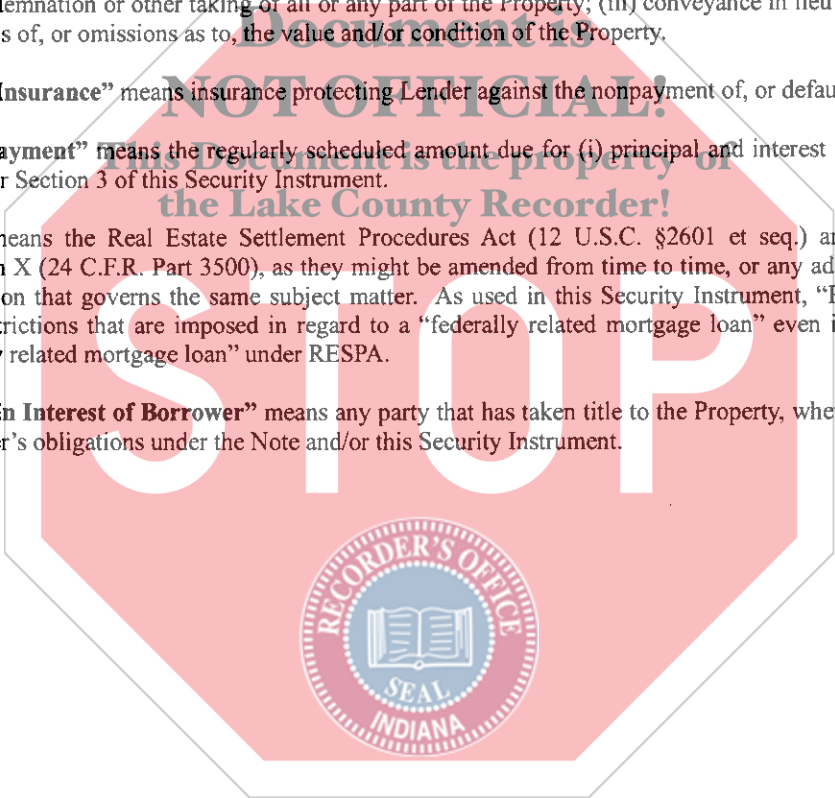 demnation or other taking of all or any part of the Property; (iii) conveyance in lieu
s of, or omissions as to, the value and/or condition of the Property.
Document is
Insurance” means insurance protecting Lender against the nonpayment of, or defau
NOT OFFICIAL!
ayment” means the regularly scheduled amount due for (i) principal and interest
This Document is the property of
r Section 3 of this Security Instrument.
the Lake County Recorder!
neans the Real Estate Settlement Procedures Act (12 U.S.C. §2601 et seq.) an
n X (24 C.F.R. Part 3500), as they might be amended from time to time, or any ad
on that governs the same subject matter. As used in this Security Instrument, “R
trictions that are imposed in regard to a “federally related mortgage loan” even i
y related mortgage loan” under RESPA.
STOP
in Interest of Borrower” means any party that has taken title to the Property, whe
er’s obligations under the Note and/or this Security Instrument.
RECORDER'S OFFICE
SEAL
INDIANA